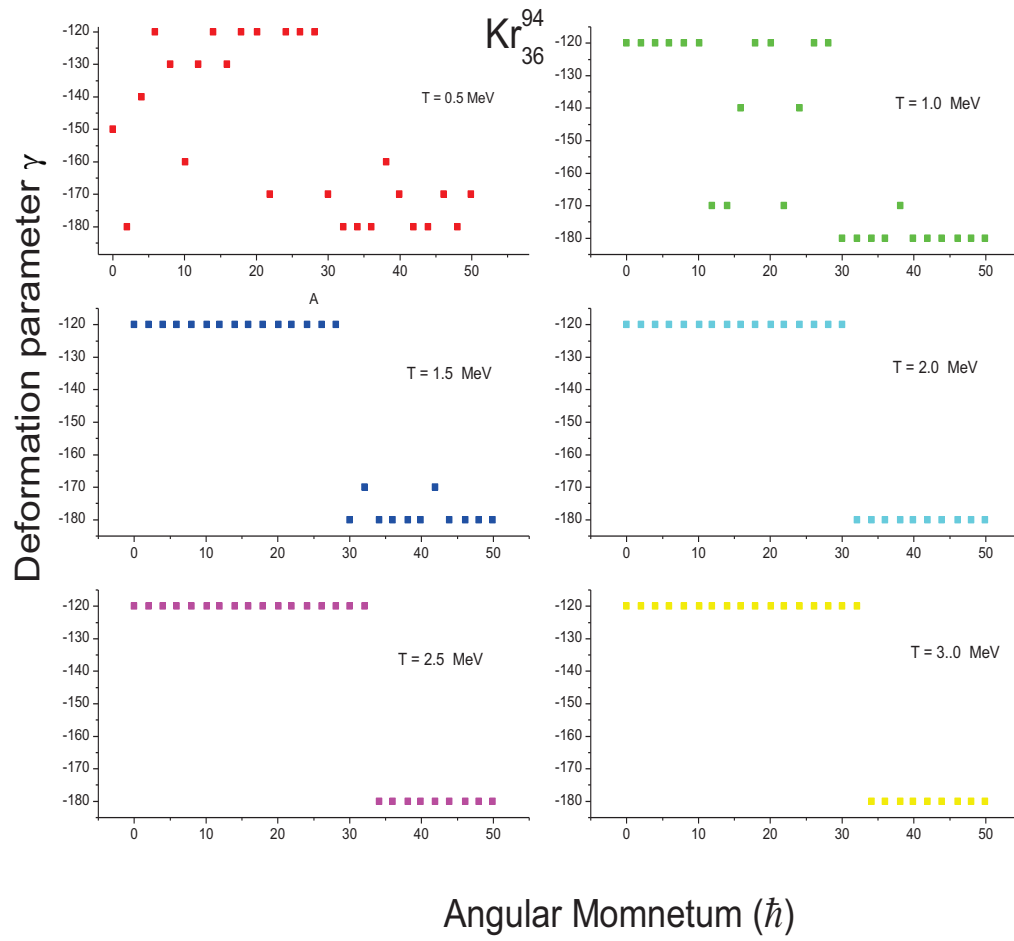 Kr 94 36
Deformation parameter γ
-120
-130
-140
-150
-160
-170
-180
0 10 20 30 40 50
T = 0.5 MeV
-120
-130
-140
-150
-160
-170
-180
0 10 20 30 40 50
T = 1.0 MeV
A
-120
-130
-140
-150
-160
-170
-180
0 10 20 30 40 50
T = 1.5 MeV
-120
-130
-140
-150
-160
-170
-180
0 10 20 30 40 50
T = 2.0 MeV
-120
-130
-140
-150
-160
-170
-180
0 10 20 30 40 50
T = 2.5 MeV
-120
-130
-140
-150
-160
-170
-180
0 10 20 30 40 50
T = 3..0 MeV
Angular Momnetum (ℏ)